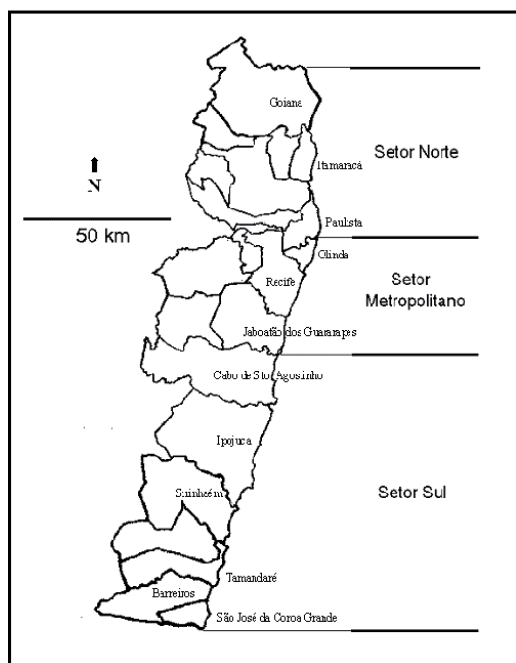 Goiana
Itamaracá
Setor Norte
N
50 km
Paulista
Olinda
Recife
Setor
Metropolitano
Jaboatão dos Guararapes
Cabo de Sto. Agostinho
Ipojuca
Sirinhaém
Setor Sul
Tamandaré
Barreiros
São José da Coroa Grande